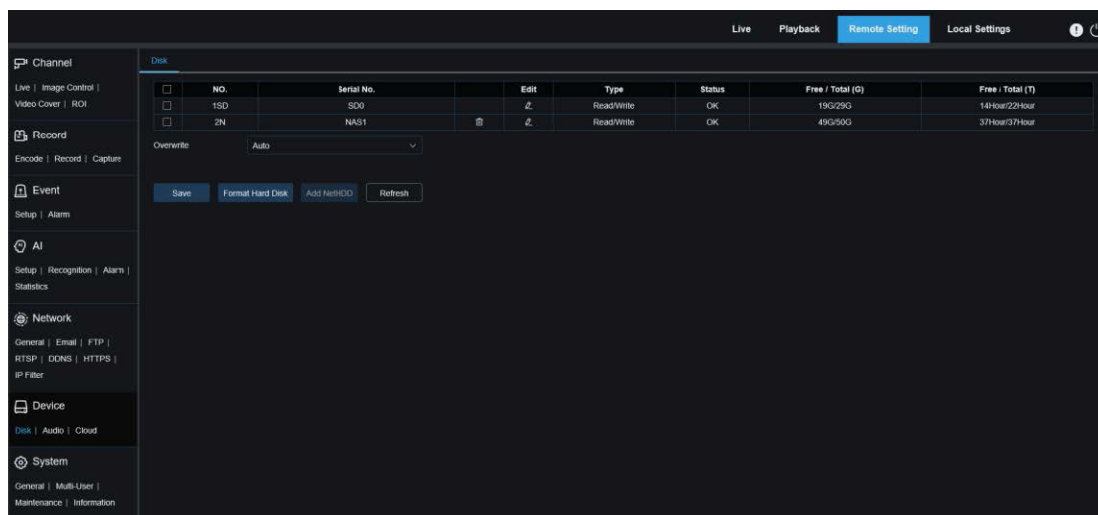 Live Playback Remote Setting Local Settings
Channel
Live | Image Control |
Video Cover | ROI
Record
Encode | Record | Capture
Event
Setup | Alarm
AI
Setup | Recognition | Alarm |
Statistics
Network
General | Email | FTP |
RTSP | DDNS | HTTPS |
IP Filter
Device
Disk | Audio | Cloud
System
General | Multi-User |
Maintenance | Information
Disk
NO. Serial No. Edit Type Status Free / Total (G) Free / Total (T)
1SD SD0 Read/Write OK 19G/29G 14Hour/22Hour
2N NAS1 Read/Write OK 49G/50G 37Hour/37Hour
Overwrite Auto
Save Format Hard Disk Add NetHDD Refresh